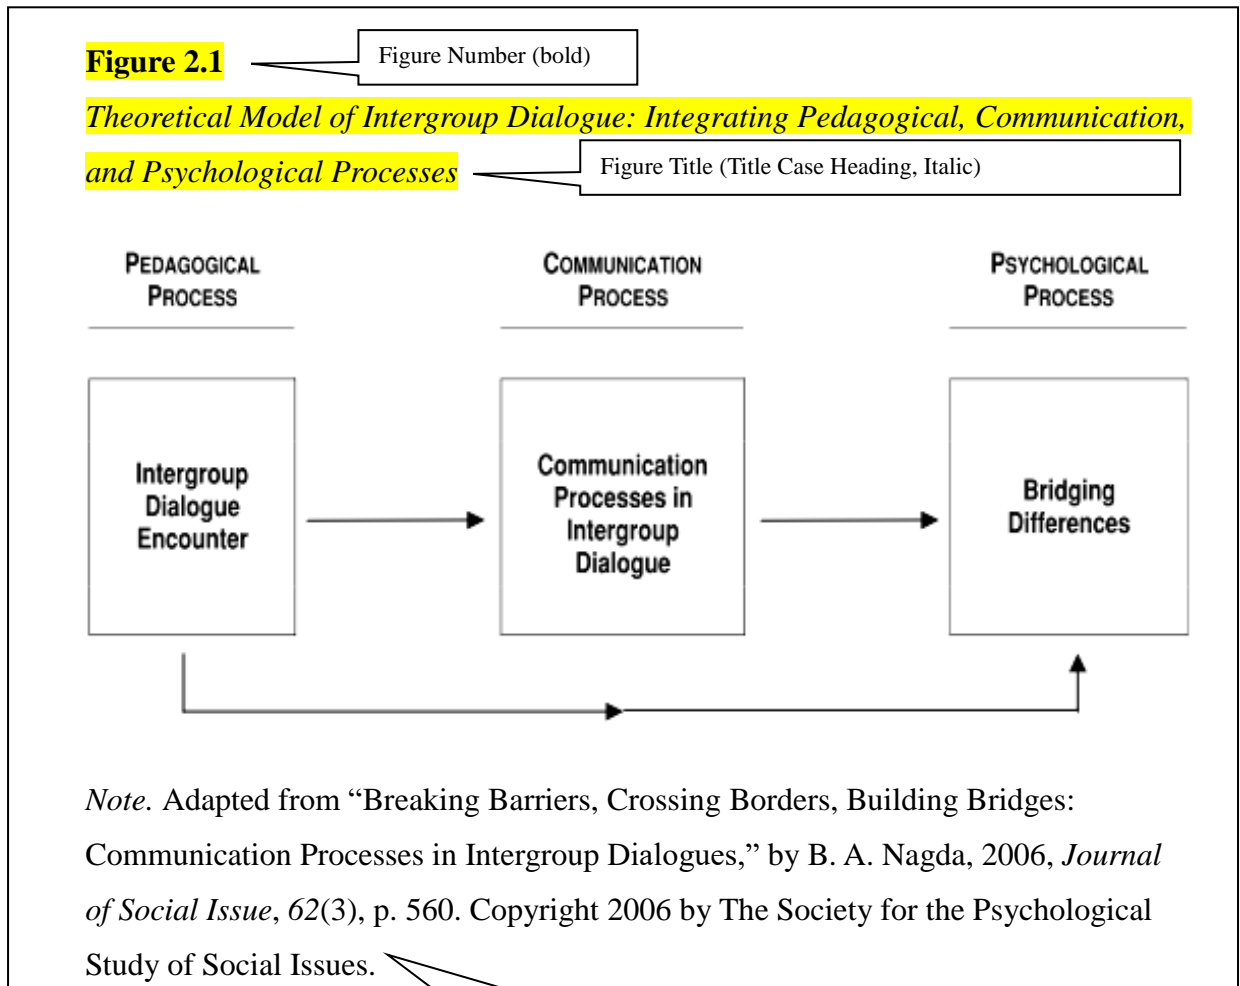 Figure 2.1
Figure Number (bold)
Theoretical Model of Intergroup Dialogue: Integrating Pedagogical, Communication,
and Psychological Processes
Figure Title (Title Case Heading, Italic)
PEDAGOGICAL
PROCESS
COMMUNICATION
PROCESS
PSYCHOLOGICAL
PROCESS
Intergroup
Dialogue
Encounter
Communication
Processes in
Intergroup
Dialogue
Bridging
Differences
Note. Adapted from “Breaking Barriers, Crossing Borders, Building Bridges:
Communication Processes in Intergroup Dialogues,” by B. A. Nagda, 2006, Journal
of Social Issue, 62(3), p. 560. Copyright 2006 by The Society for the Psychological
Study of Social Issues.